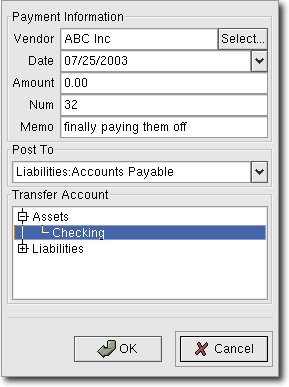 Payment Information
Vendor ABC Inc Select...
Date 07/25/2003
Amount 0.00
Num 32
Memo finally paying them off
Post To
Liabilities:Accounts Payable
Transfer Account
Assets
Checking
Liabilities
OK Cancel